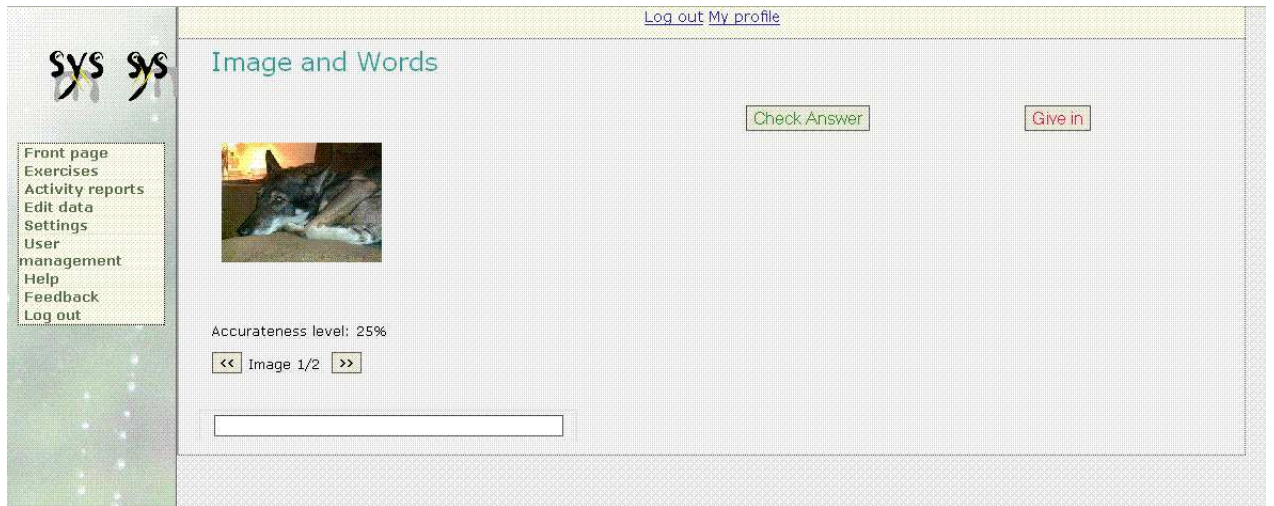 Log out My profile
sys sys
Image and Words
Check Answer
Give in
Front page
Exercises
Activity reports
Edit data
Settings
User
management
Help
Feedback
Log out
Accurateness level: 25%
<< Image 1/2 >>